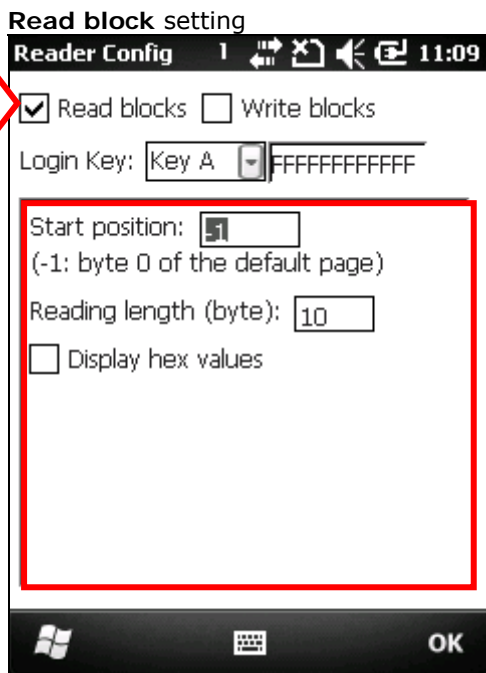 Read block setting
Reader Config 11:09
Read blocks Write blocks
Login Key: Key A FFFFFFFFFFFF
Start position: -1
(-1: byte 0 of the default page)
Reading length (byte): 10
Display hex values
OK